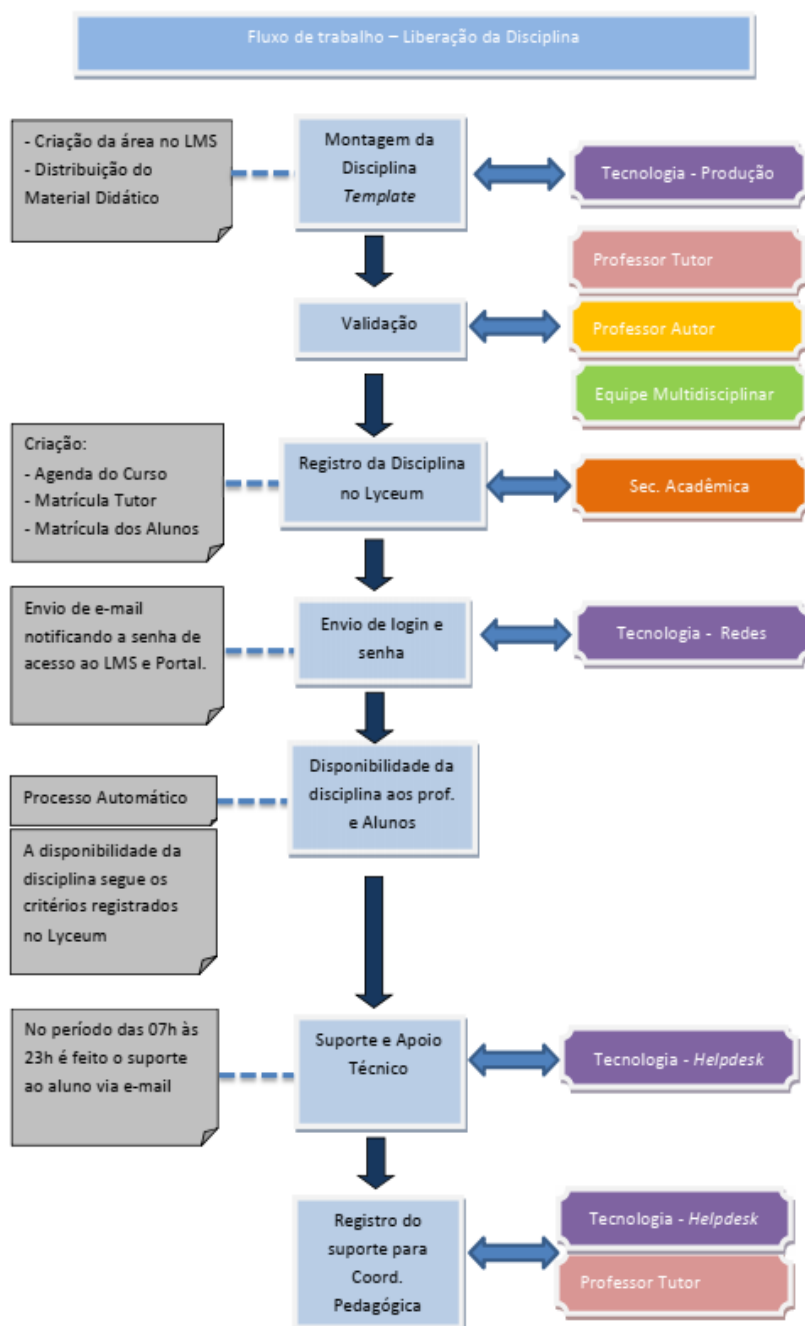 Fluxo de trabalho – Liberação da Disciplina
- Criação da área no LMS
- Distribuição do
Material Didático
Montagem da
Disciplina
Template
Tecnologia - Produção
Professor Tutor
Validação
Professor Autor
Equipe Multidisciplinar
Criação:
- Agenda do Curso
- Matrícula Tutor
- Matrícula dos Alunos
Registro da Disciplina
no Lyceum
Sec. Acadêmica
Envio de e-mail
notificando a senha de
acesso ao LMS e Portal.
Envio de login e
senha
Tecnologia - Redes
Disponibilidade da
disciplina aos prof.
e Alunos
Processo Automático
A disponibilidade da
disciplina segue os
critérios registrados
no Lyceum
No período das 07h às
23h é feito o suporte
ao aluno via e-mail
Suporte e Apoio
Técnico
Tecnologia - Helpdesk
Registro do
suporte para
Coord.
Pedagógica
Tecnologia - Helpdesk
Professor Tutor